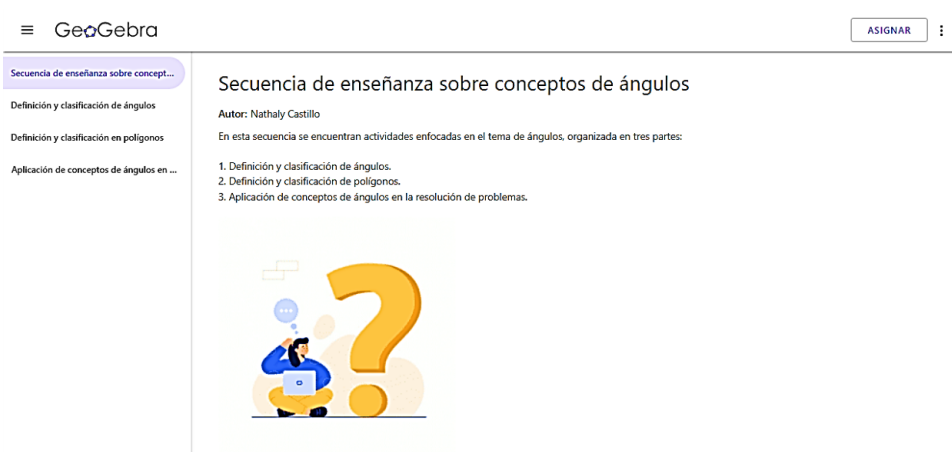 GeoGebra
ASIGNAR
Secuencia de enseñanza sobre concept...
Definición y clasificación de ángulos
Definición y clasificación en polígonos
Aplicación de conceptos de ángulos en ...
Secuencia de enseñanza sobre conceptos de ángulos
Autor: Nathaly Castillo
En esta secuencia se encuentran actividades enfocadas en el tema de ángulos, organizada en tres partes:
1. Definición y clasificación de ángulos.
2. Definición y clasificación de polígonos.
3. Aplicación de conceptos de ángulos en la resolución de problemas.